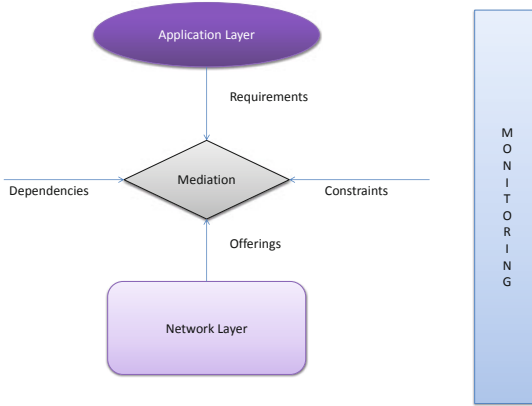 Application Layer
Requirements
Mediation
Dependencies
Constraints
Offerings
Network Layer
M
O
N
I
T
O
R
I
N
G